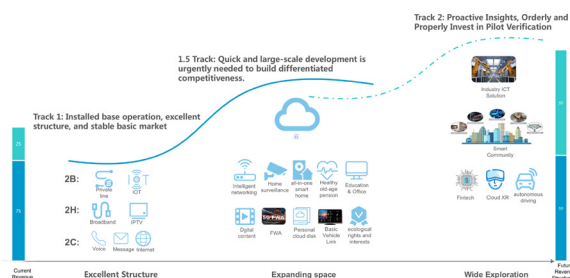 Track 2: Proactive Insights, Orderly and
Properly Invest in Pilot Verification
1.5 Track: Quick and large-scale development is
urgently needed to build differentiated
competitiveness.
Track 1: Installed base operation, excellent
structure, and stable basic market
Industry ICT
Solution
Smart
Community
25
75
2B:
Private
line
IOT
Intelligent
networking
Home
surveillance
all-in-one
smart
home
Healthy
old-age
pension
Education
& Office
Fintech
Cloud XR
autonomous
driving
2H:
Broadband
IPTV
Digital
content
FWA
Personal
cloud disk
Basic
Vehicle
Link
ecological
rights and
interests
2C:
Voice
Message
Internet
Current
Excellent Structure
Expanding space
Wide Exploration